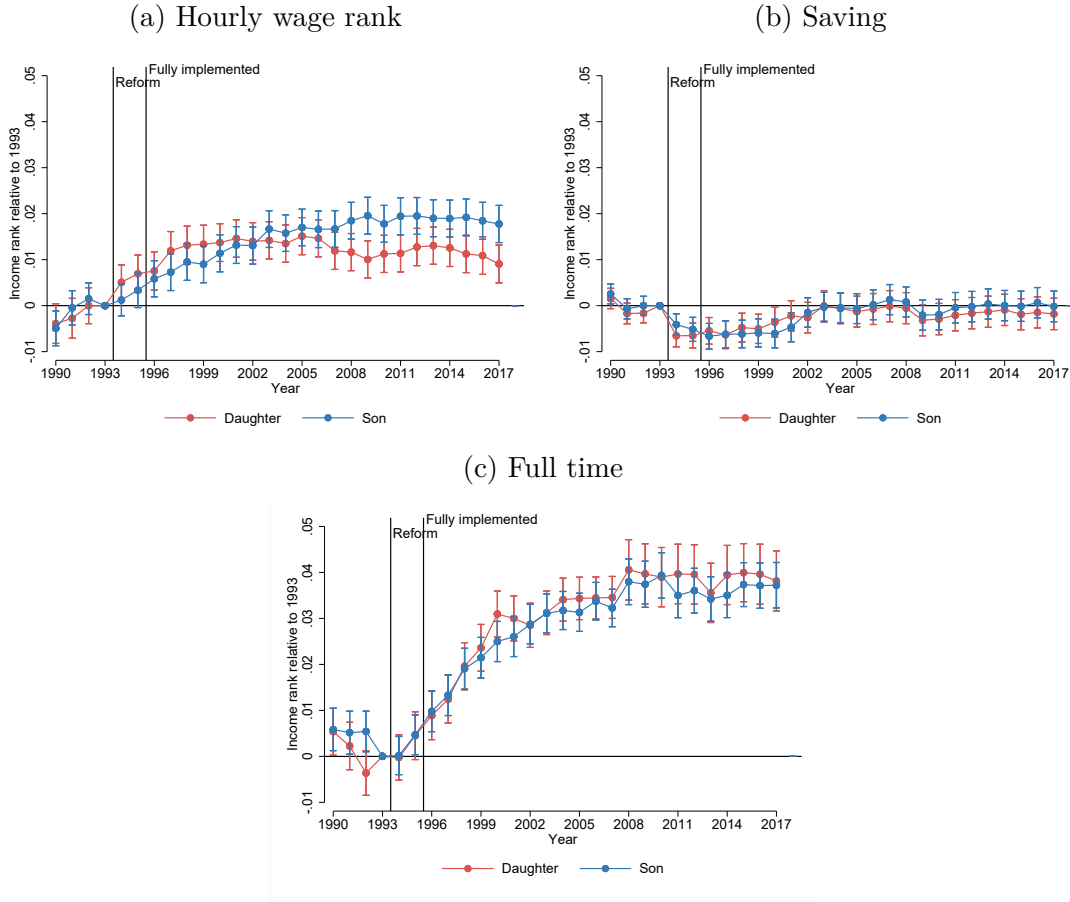 (a) Hourly wage rank
Income rank relative to 1993
.05
.04
.03
.02
.01
0
-.01
Reform
Fully implemented
1990 1993 1996 1999 2002 2005 2008 2011 2014 2017
Year
Daughter Son
(b) Saving
Income rank relative to 1993
.05
.04
.03
.02
.01
0
-.01
Reform
Fully implemented
1990 1993 1996 1999 2002 2005 2008 2011 2014 2017
Year
Daughter Son
(c) Full time
Income rank relative to 1993
.05
.04
.03
.02
.01
0
-.01
Reform
Fully implemented
1990 1993 1996 1999 2002 2005 2008 2011 2014 2017
Year
Daughter Son